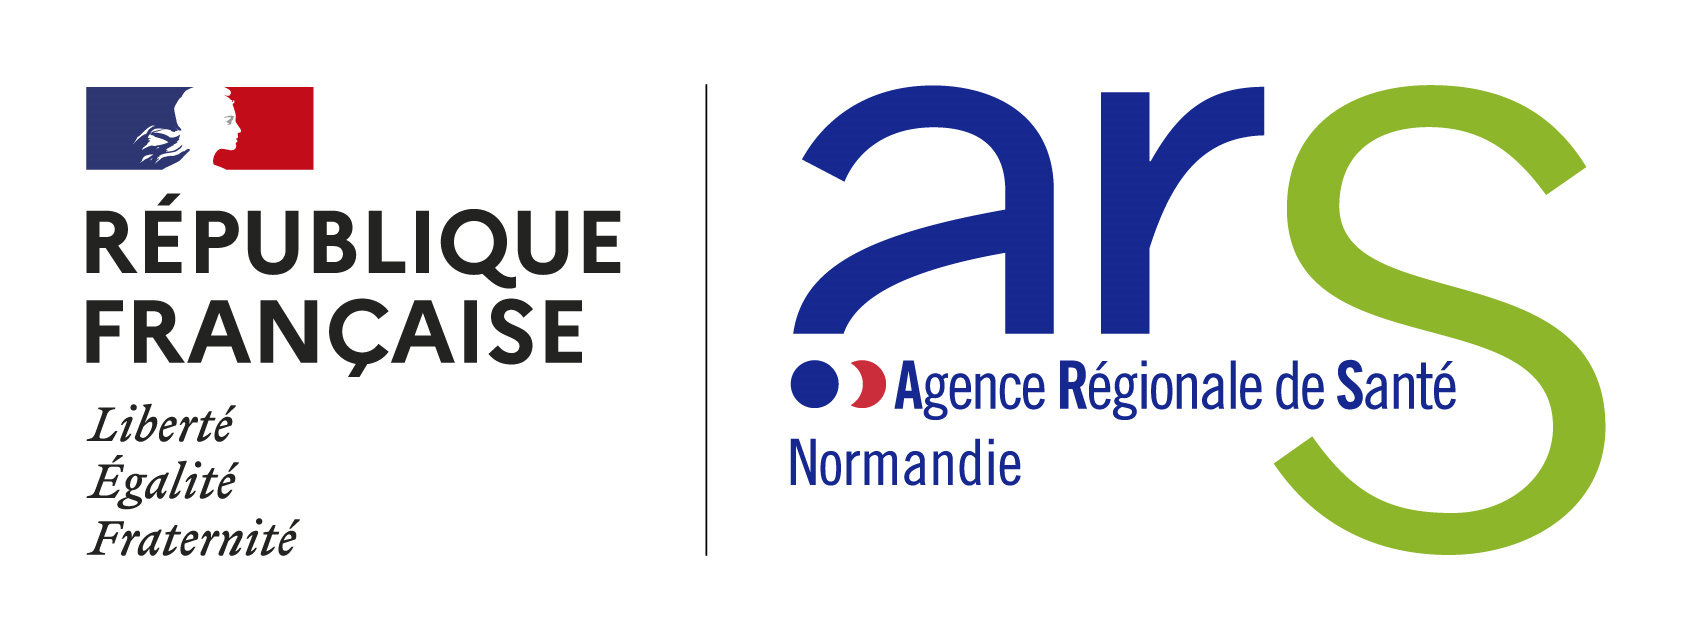 RÉPUBLIQUE
FRANÇAISE
Liberté
Égalité
Fraternité
ars
Agence Régionale de Santé
Normandie